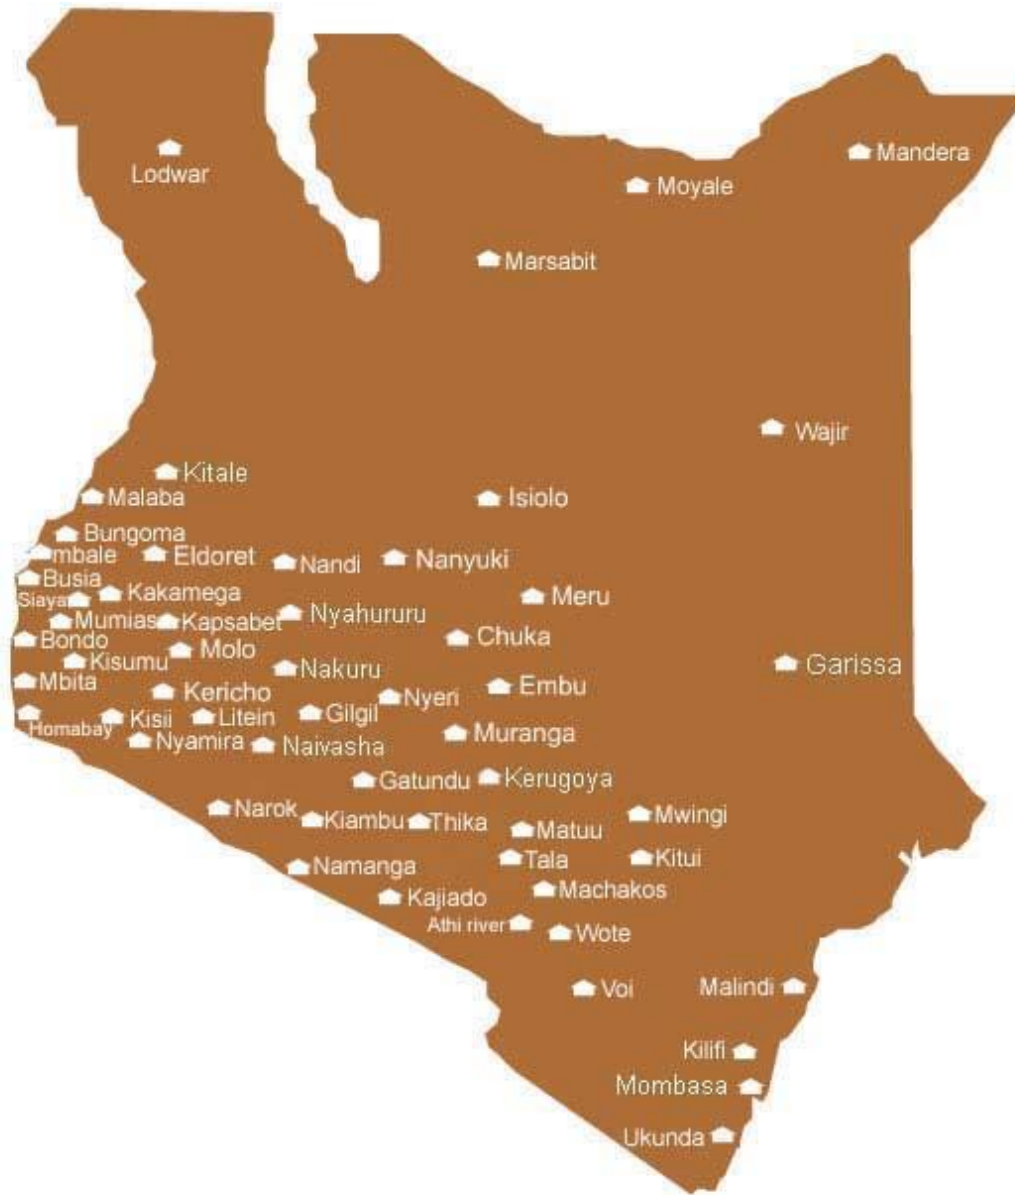 Mandera
Lodwar
Moyale
Marsabit
Wajir
Kitale
Malaba
Isiolo
Bungoma
mbale
Eldoret
Nandi
Nanyuki
Busia
Siaya
Kakamega
Meru
Mumias
Kapsabet
Nyahururu
Bondo
Chuka
Kisumu
Molo
Nakuru
Garissa
Mbita
Kericho
Nyeri
Embu
Homabay
Kisii
Litein
Gilgil
Nyamira
Naivasha
Muranga
Gatundu
Kerugoya
Narok
Kiambu
Thika
Matuu
Mwingi
Namanga
Tala
Kitui
Kajiado
Machakos
Athi river
Wote
Voi
Malindi
Kilifi
Mombasa
Ukunda